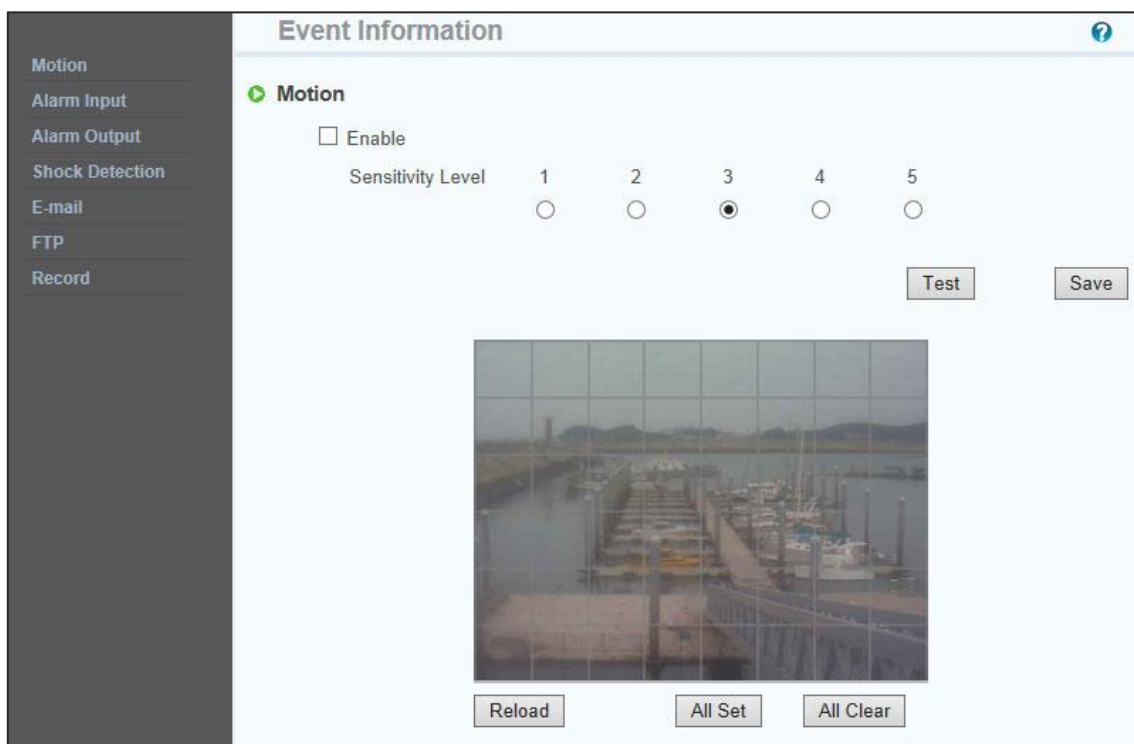 Event Information
?
Motion
Alarm Input
Alarm Output
Shock Detection
E-mail
FTP
Record
Motion
Enable
Sensitivity Level 1 2 3 4 5
Test Save
Reload All Set All Clear